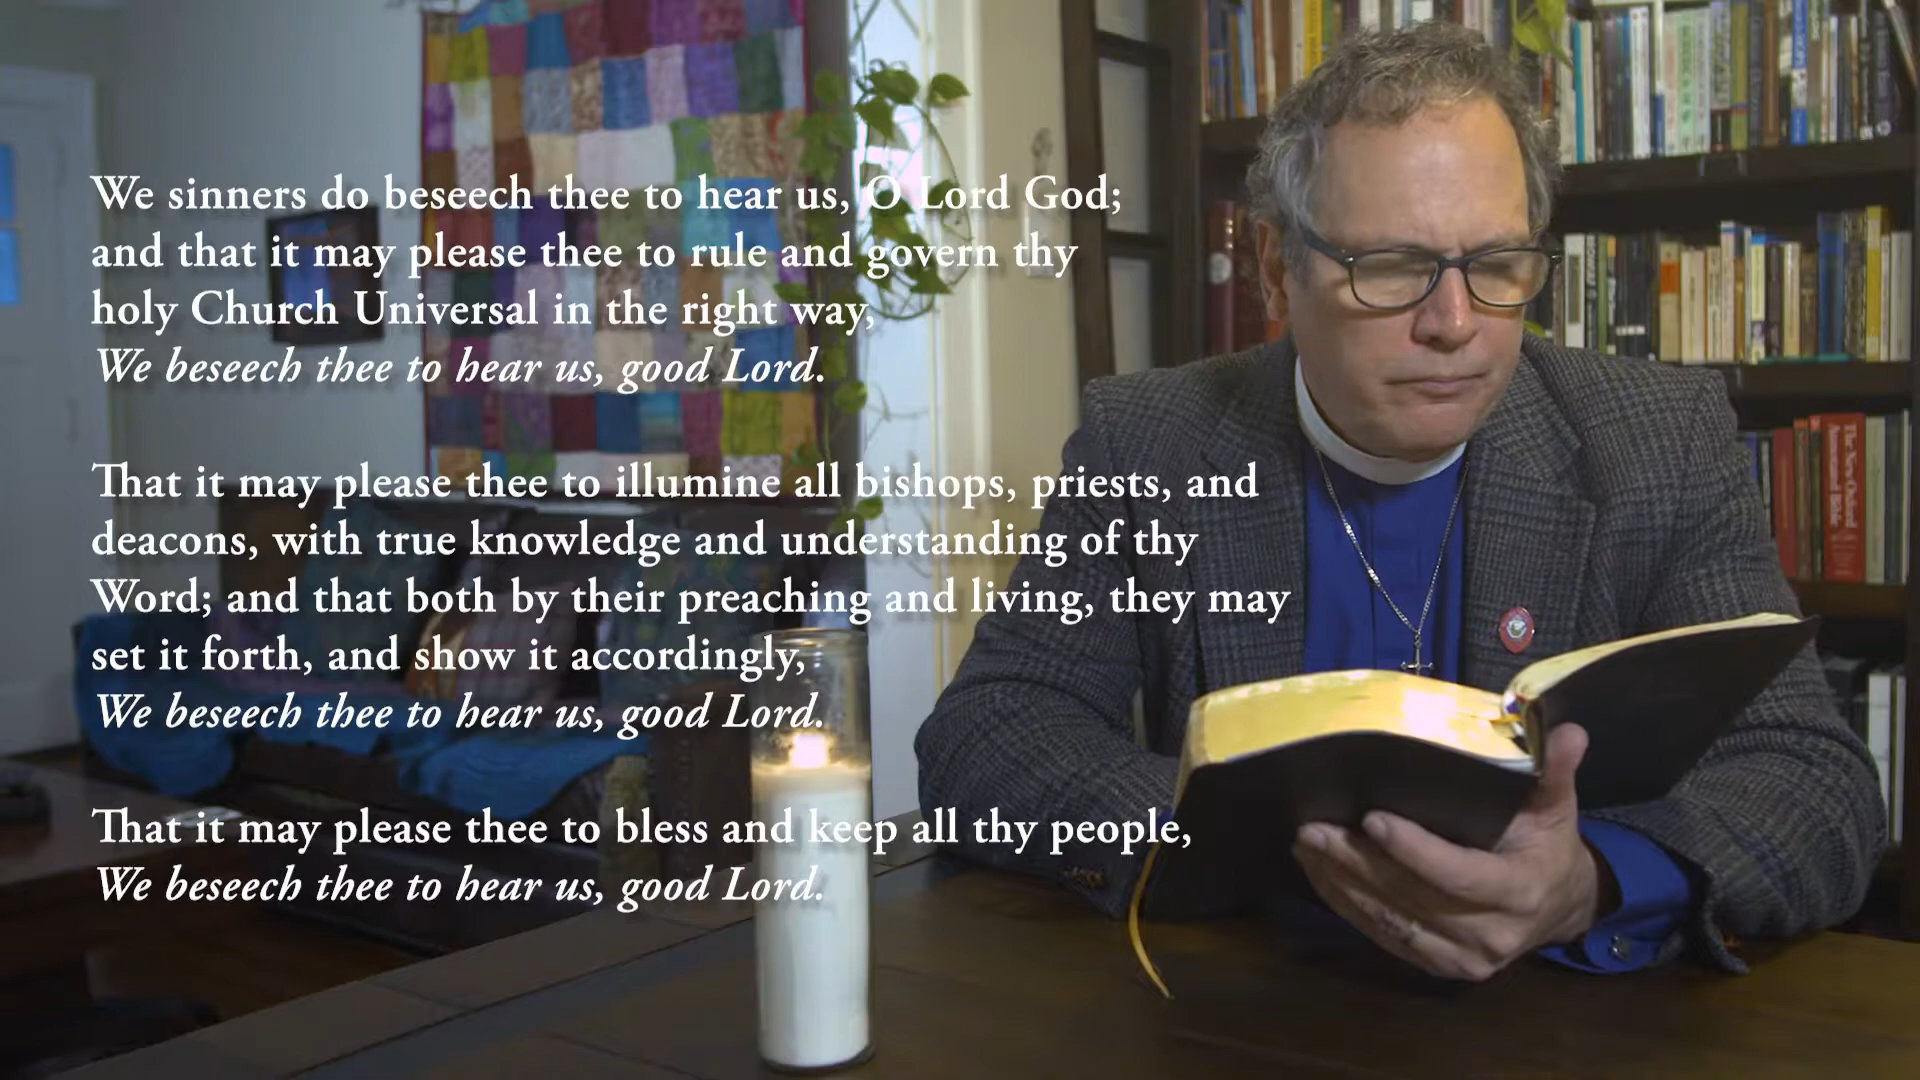 We sinners do beseech thee to hear us, O Lord God;
and that it may please thee to rule and govern thy
holy Church Universal in the right way,
We beseech thee to hear us, good Lord.
That it may please thee to illumine all bishops, priests, and
deacons, with true knowledge and understanding of thy
Word; and that both by their preaching and living, they may
set it forth, and show it accordingly,
We beseech thee to hear us, good Lord.
That it may please thee to bless and keep all thy people,
We beseech thee to hear us, good Lord.
The New Oxford
Annotated Bible